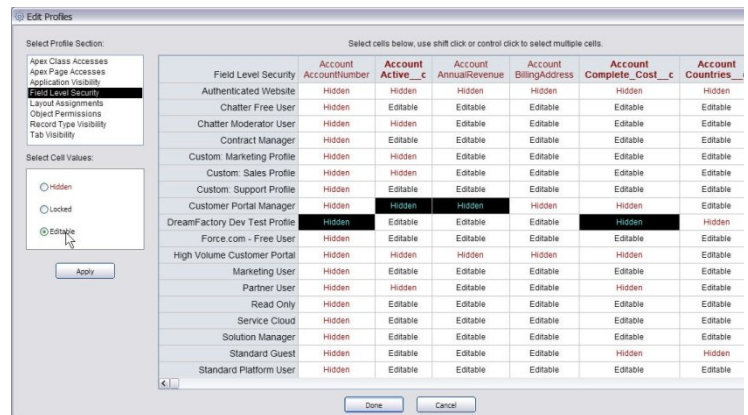 Edit Profiles
Select Profile Section:
Apex Class Accesses
Apex Page Accesses
Application Visibility
Field Level Security
Layout Assignments
Object Permissions
Record Type Visibility
Tab Visibility
Select Cell Values:
Hidden
Locked
Editable
Apply
Select cells below, use shift click or control click to select multiple cells.
Account Account Account Account Account Account
Field Level Security AccountNumber Active__c AnnualRevenue BillingAddress Complete_Cost__c Countries__
Authenticated Website Hidden Hidden Hidden Hidden Hidden Hidden
Chatter Free User Hidden Editable Editable Editable Editable Editable
Chatter Moderator User Hidden Hidden Editable Editable Hidden Editable
Contract Manager Hidden Editable Editable Editable Editable Editable
Custom: Marketing Profile Hidden Hidden Editable Editable Editable Editable
Custom: Sales Profile Hidden Hidden Editable Editable Editable Editable
Custom: Support Profile Hidden Editable Editable Editable Editable Editable
Customer Portal Manager Hidden Hidden Hidden Hidden Hidden Editable
DreamFactory Dev Test Profile Hidden Editable Editable Editable Hidden Hidden
Force.com - Free User Hidden Editable Editable Editable Editable Editable
High Volume Customer Portal Hidden Hidden Hidden Hidden Hidden Editable
Marketing User Hidden Editable Editable Editable Editable Editable
Partner User Hidden Hidden Editable Editable Hidden Editable
Read Only Hidden Editable Editable Editable Editable Editable
Service Cloud Hidden Editable Editable Editable Editable Editable
Solution Manager Hidden Editable Editable Editable Editable Editable
Standard Guest Hidden Editable Editable Editable Hidden Hidden
Standard Platform User Hidden Editable Editable Editable Editable Editable
Done Cancel